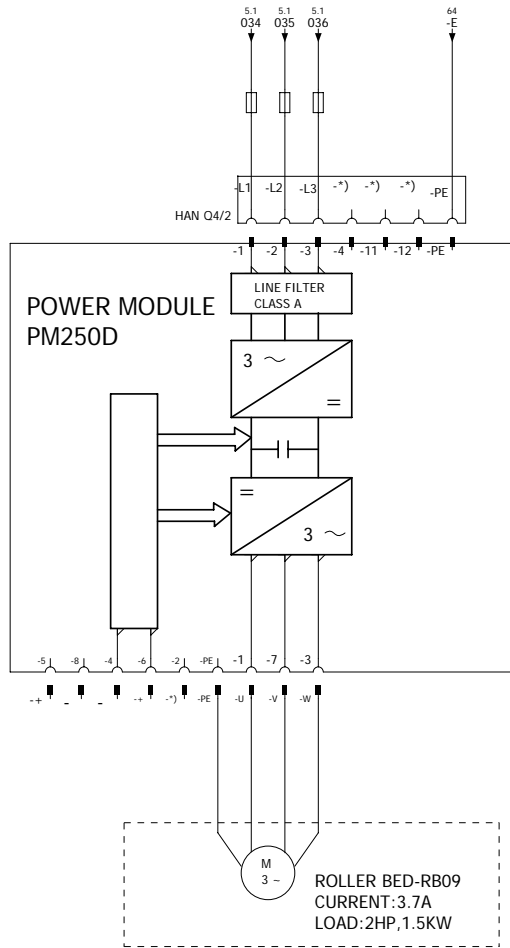 5.1 5.1 5.1 64
034 035 036 -E
-L1 -L2 -L3 -*) -*) -*) -PE
HAN Q4/2
-1 -2 -3 -4 -11 -12 -PE
LINE FILTER
CLASS A
POWER MODULE
PM250D
3 ~
=
=
3 ~
-5 -8 -4 -6 -2 -PE -1 -7 -3
-+ - - -+ -*) -PE -U -V -W
M
3 ~
ROLLER BED-RB09
CURRENT:3.7A
LOAD:2HP,1.5KW